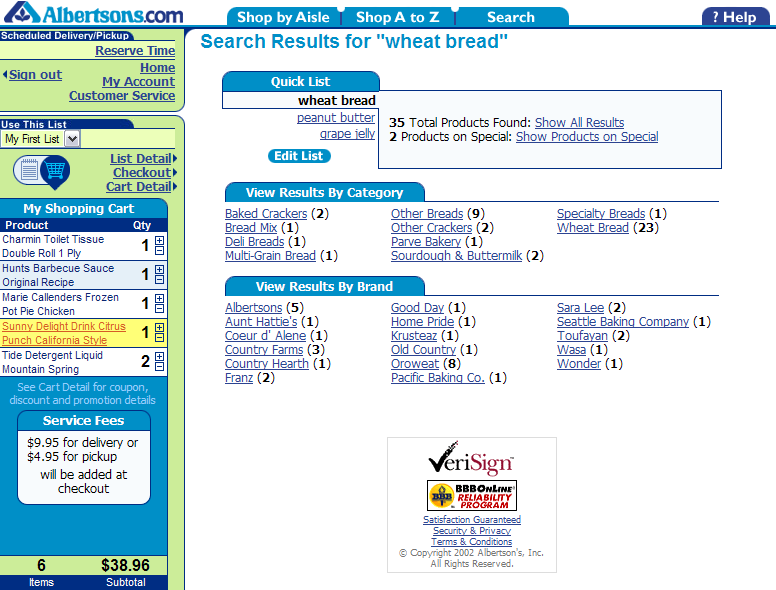 Albertsons.com
Shop by Aisle
Shop A to Z
Search
? Help
Scheduled Delivery/Pickup
Reserve Time
Sign out
Home
My Account
Customer Service
Use This List
My First List
List Detail
Checkout
Cart Detail
My Shopping Cart
Product Qty
Charmin Toilet Tissue
Double Roll 1 Ply
1
Hunts Barbecue Sauce
Original Recipe
1
Marie Callenders Frozen
Pot Pie Chicken
1
Sunny Delight Drink Citrus
Punch California Style
1
Tide Detergent Liquid
Mountain Spring
2
See Cart Detail for coupon,
discount and promotion details
Service Fees
$9.95 for delivery or
$4.95 for pickup
will be added at
checkout
6 $38.96
Items Subtotal
Search Results for "wheat bread"
Quick List
wheat bread
peanut butter
grape jelly
Edit List
35 Total Products Found: Show All Results
2 Products on Special: Show Products on Special
View Results By Category
Baked Crackers (2)
Bread Mix (1)
Deli Breads (1)
Multi-Grain Bread (1)
Other Breads (9)
Other Crackers (2)
Parve Bakery (1)
Sourdough & Buttermilk (2)
Specialty Breads (1)
Wheat Bread (23)
View Results By Brand
Albertsons (5)
Aunt Hattie's (1)
Coeur d' Alene (1)
Country Farms (3)
Country Hearth (1)
Franz (2)
Good Day (1)
Home Pride (1)
Krusteaz (1)
Old Country (1)
Oroweat (8)
Pacific Baking Co. (1)
Sara Lee (2)
Seattle Baking Company (1)
Toufayan (2)
Wasa (1)
Wonder (1)
VeriSign™
BBB
BBBOnLine®
RELIABILITY
PROGRAM
Satisfaction Guaranteed
Security & Privacy
Terms & Conditions
© Copyright 2002 Albertson's, Inc.
All Rights Reserved.